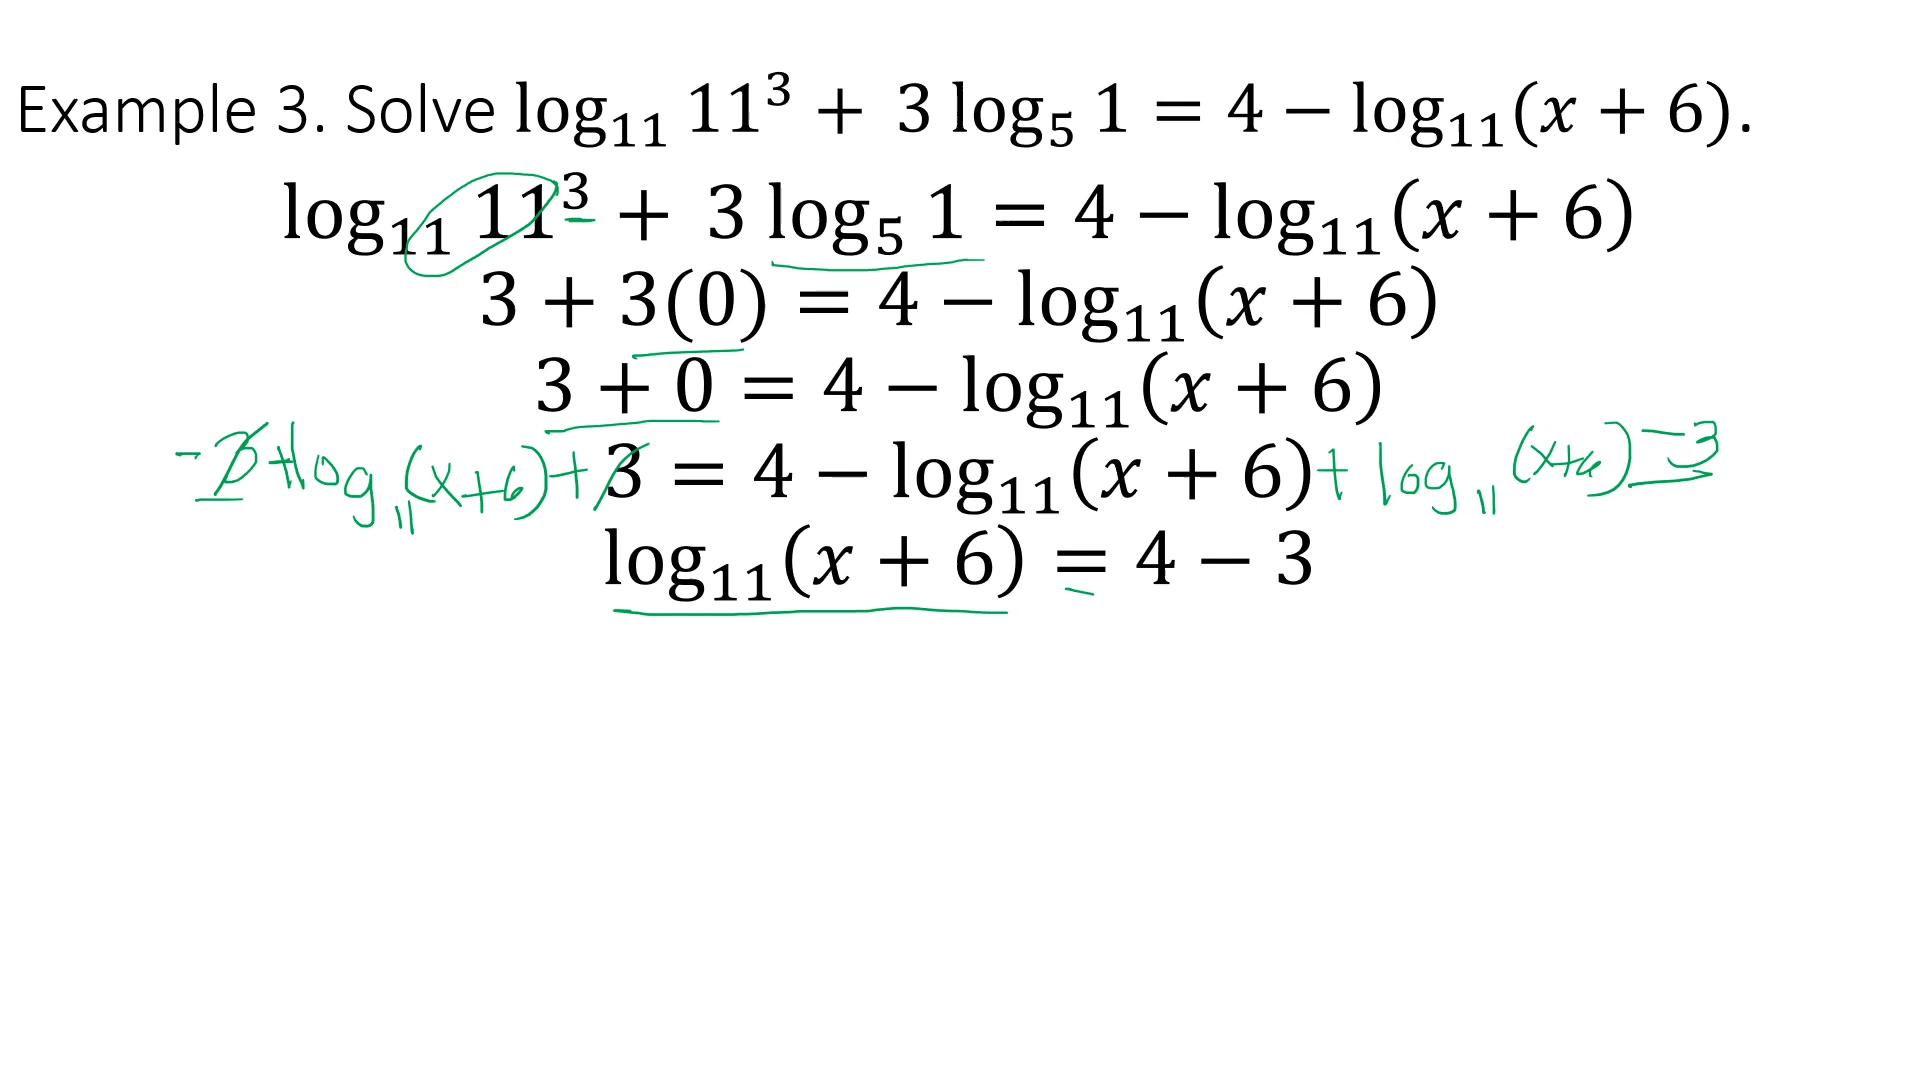 Example 3. Solve log₁₁ 11³ + 3 log₅ 1 = 4 − log₁₁(x + 6).
log₁₁ 11³ + 3 log₅ 1 = 4 − log₁₁(x + 6)
3 + 3(0) = 4 − log₁₁(x + 6)
3 + 0 = 4 − log₁₁(x + 6)
-3 + log₁₁(x+6) + 3 = 4 − log₁₁(x + 6) + log₁₁(x+6) - 3
log₁₁(x + 6) = 4 − 3